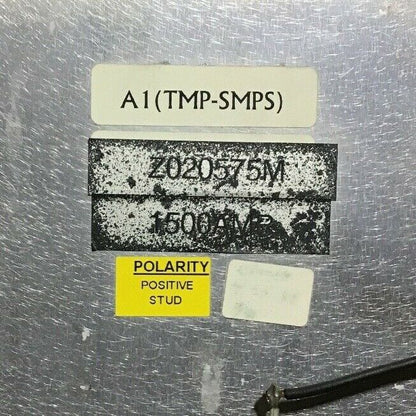 A1(TMP-SMPS)
Z020575M
1500AMP
POLARITY
POSITIVE
STUD